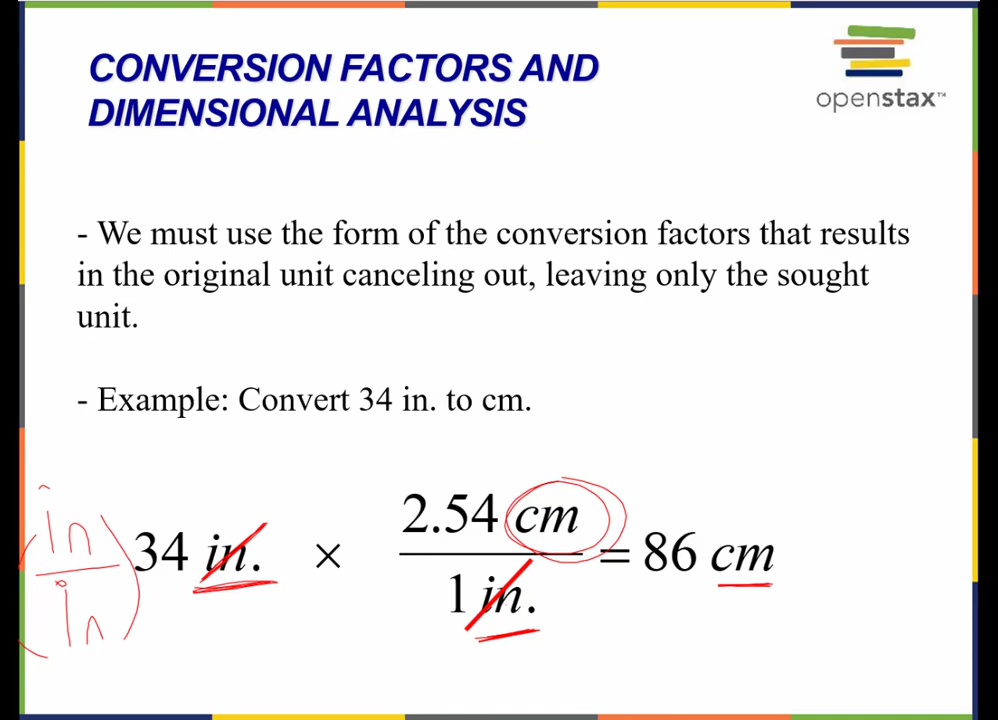 CONVERSION FACTORS AND
DIMENSIONAL ANALYSIS
openstax™
- We must use the form of the conversion factors that results
in the original unit canceling out, leaving only the sought
unit.
- Example: Convert 34 in. to cm.
(in/in) 34 in. × 2.54 cm / 1 in. = 86 cm